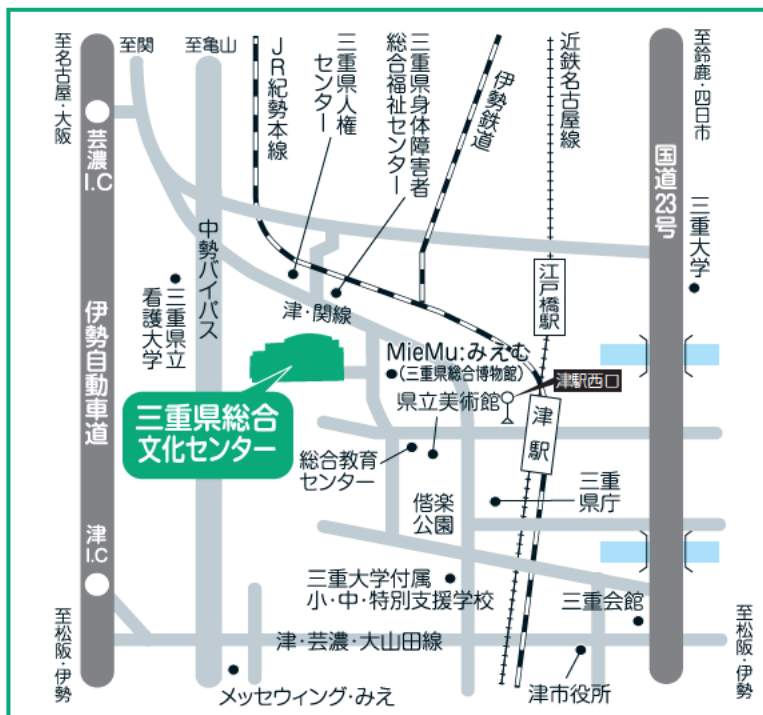 至名古屋・大阪
至関
至亀山
JR紀勢本線
三重県人権
センター
三重県身体障害者
総合福祉センター
伊勢鉄道
近鉄名古屋線
至鈴鹿・四日市
芸濃
I.C
国道23号
三重大学
中勢バイパス
三重県立
看護大学
津・関線
江戸橋駅
伊勢自動車道
MieMu:みえむ
(三重県総合博物館)
津駅西口
県立美術館
津駅
三重県総合
文化センター
総合教育
センター
偕楽
公園
三重
県庁
津
I.C
三重大学付属
小・中・特別支援学校
三重会館
至松阪・伊勢
津・芸濃・大山田線
至松阪・伊勢
メッセウィング・みえ
津市役所